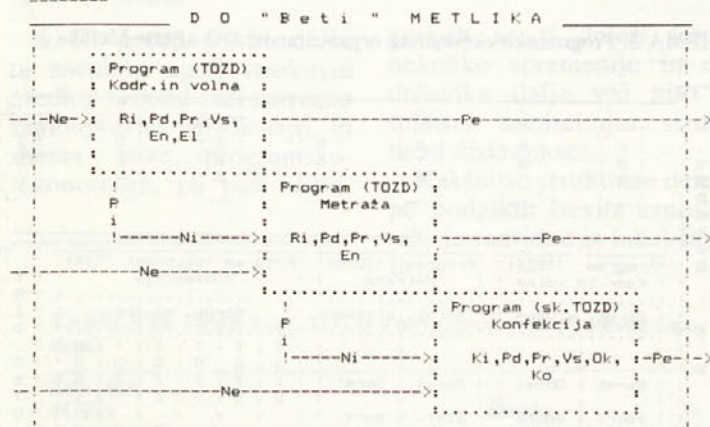 DO "Beti" METLIKA
Program (TOZD)
Kodr.in volna
Ne
Ri,Pd,Pr,Vs,
En,El
Pe
P
i
Program (TOZD)
Metraža
Ni
Ri,Pd,Pr,Vs,
En
Pe
Ne
P
i
Program (sk.TOZD)
Konfekcija
Ni
Ki,Pd,Pr,Vs,Ok,
Ko
Pe
Ne